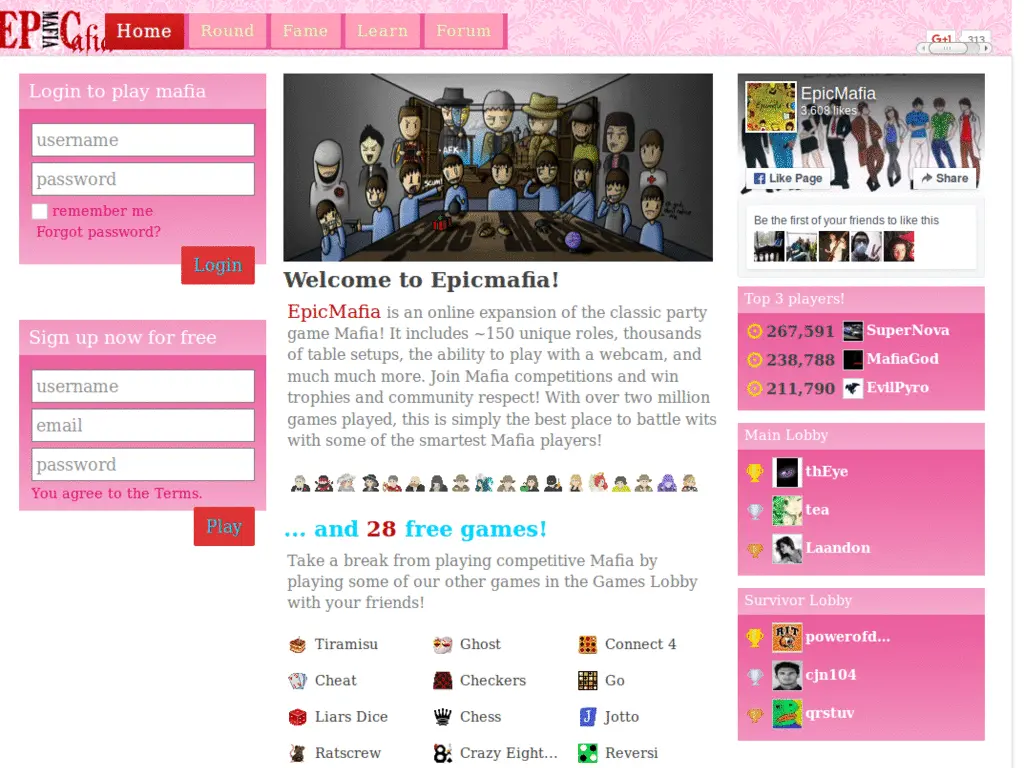 EPIC MAFIA afia
Home
Round
Fame
Learn
Forum
G+1
313
Login to play mafia
username
password
remember me
Forgot password?
Login
Sign up now for free
username
email
password
You agree to the Terms.
Play
-AFK-
SCUM!
EPIC MAFIA
Welcome to Epicmafia!
EpicMafia is an online expansion of the classic party
game Mafia! It includes ~150 unique roles, thousands
of table setups, the ability to play with a webcam, and
much much more. Join Mafia competitions and win
trophies and community respect! With over two million
games played, this is simply the best place to battle wits
with some of the smartest Mafia players!
... and 28 free games!
Take a break from playing competitive Mafia by
playing some of our other games in the Games Lobby
with your friends!
Tiramisu
Ghost
Connect 4
Cheat
Checkers
Go
Liars Dice
Chess
Jotto
Ratscrew
Crazy Eight...
Reversi
EpicMafia
3,608 likes
Like Page
Share
Be the first of your friends to like this
Top 3 players!
267,591 SuperNova
238,788 MafiaGod
211,790 EvilPyro
Main Lobby
thEye
tea
Laandon
Survivor Lobby
powerofd...
cjn104
qrstuv